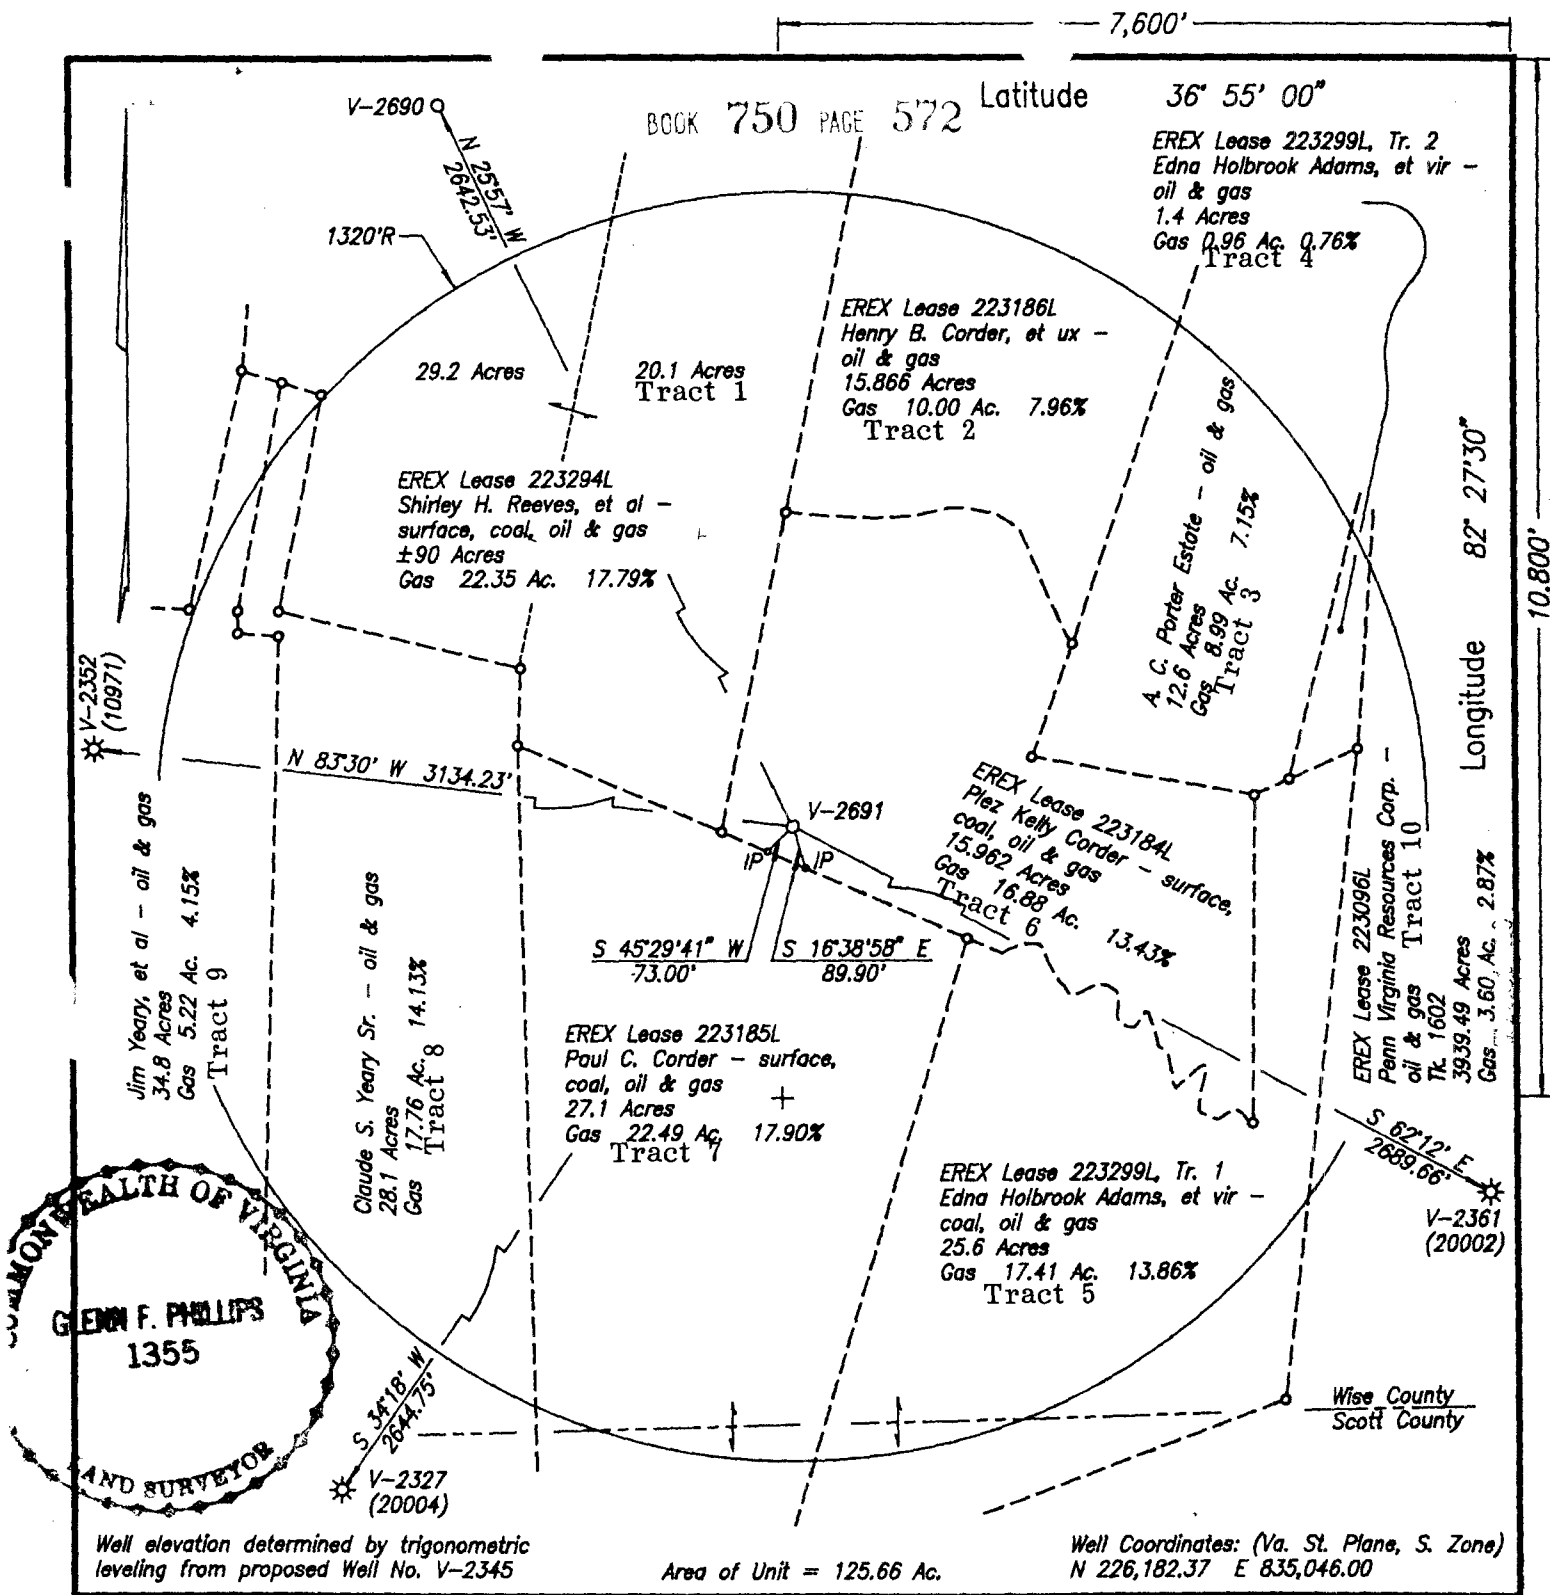 7,600'
BOOK 750 PAGE 572
Latitude 36° 55' 00"
V-2690
N 25°57' W
2642.53'
1320'R
EREX Lease 223299L, Tr. 2
Edna Holbrook Adams, et vir -
oil & gas
1.4 Acres
Gas 0.96 Ac. 0.76%
Tract 4
EREX Lease 223186L
Henry B. Corder, et ux -
oil & gas
15.866 Acres
Gas 10.00 Ac. 7.96%
Tract 2
29.2 Acres
20.1 Acres
Tract 1
EREX Lease 223294L
Shirley H. Reeves, et al -
surface, coal, oil & gas
±90 Acres
Gas 22.35 Ac. 17.79%
A. C. Porter Estate - oil & gas
12.6 Acres
Gas 8.99 Ac. 7.15%
Tract 3
Longitude 82° 27'30"
10.800'
V-2352
(10971)
N 83°30' W 3134.23'
V-2691
IP
IP
S 45°29'41" W
73.00'
S 16°38'58" E
89.90'
EREX Lease 223184L
Plez Kelly Corder - surface,
coal, oil & gas
15.962 Acres
Gas 16.88 Ac. 13.43%
Tract 6
EREX Lease 223096L
Penn Virginia Resources Corp. -
oil & gas
Tract 10
Tk. 1602
3939.49 Acres
Gas 3.60 Ac. 2.87%
Jim Yeary, et al - oil & gas
34.8 Acres
Gas 5.22 Ac. 4.15%
Tract 9
Claude S. Yeary Sr. - oil & gas
28.1 Acres
Gas 17.76 Ac. 14.13%
Tract 8
EREX Lease 223185L
Paul C. Corder - surface,
coal, oil & gas
27.1 Acres
Gas 22.49 Ac. 17.90%
Tract 7
EREX Lease 223299L, Tr. 1
Edna Holbrook Adams, et vir -
coal, oil & gas
25.6 Acres
Gas 17.41 Ac. 13.86%
Tract 5
S 62°12' E
2689.66'
V-2361
(20002)
COMMONWEALTH OF VIRGINIA
GLENN F. PHILLIPS
1355
LAND SURVEYOR
S 34°18' W
2644.75'
V-2327
(20004)
Wise County
Scott County
Well elevation determined by trigonometric
leveling from proposed Well No. V-2345
Area of Unit = 125.66 Ac.
Well Coordinates: (Va. St. Plane, S. Zone)
N 226,182.37 E 835,046.00